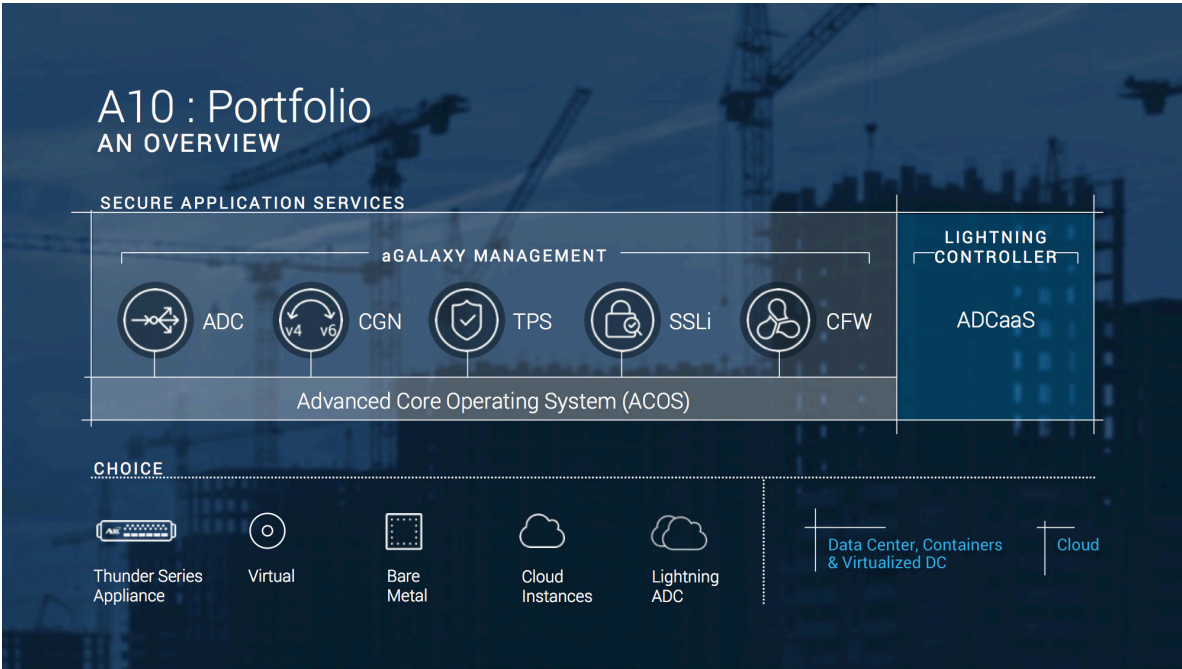 A10 : Portfolio
AN OVERVIEW
SECURE APPLICATION SERVICES
aGALAXY MANAGEMENT
LIGHTNING
CONTROLLER
ADC
v4 v6
CGN
TPS
SSLi
CFW
ADCaaS
Advanced Core Operating System (ACOS)
CHOICE
A10
Thunder Series
Appliance
Virtual
Bare
Metal
Cloud
Instances
Lightning
ADC
Data Center, Containers
& Virtualized DC
Cloud